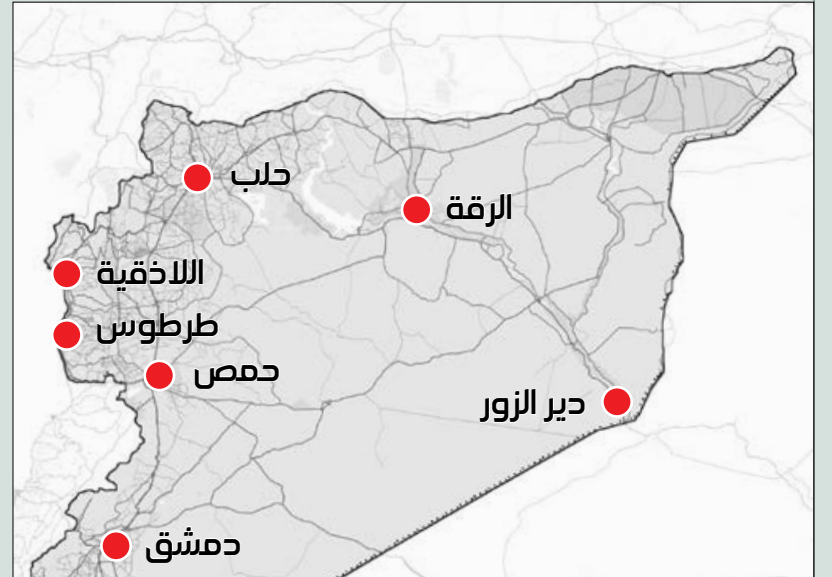 حلب
الرقة
اللاذقية
طرطوس
حمص
دير الزور
دمشق